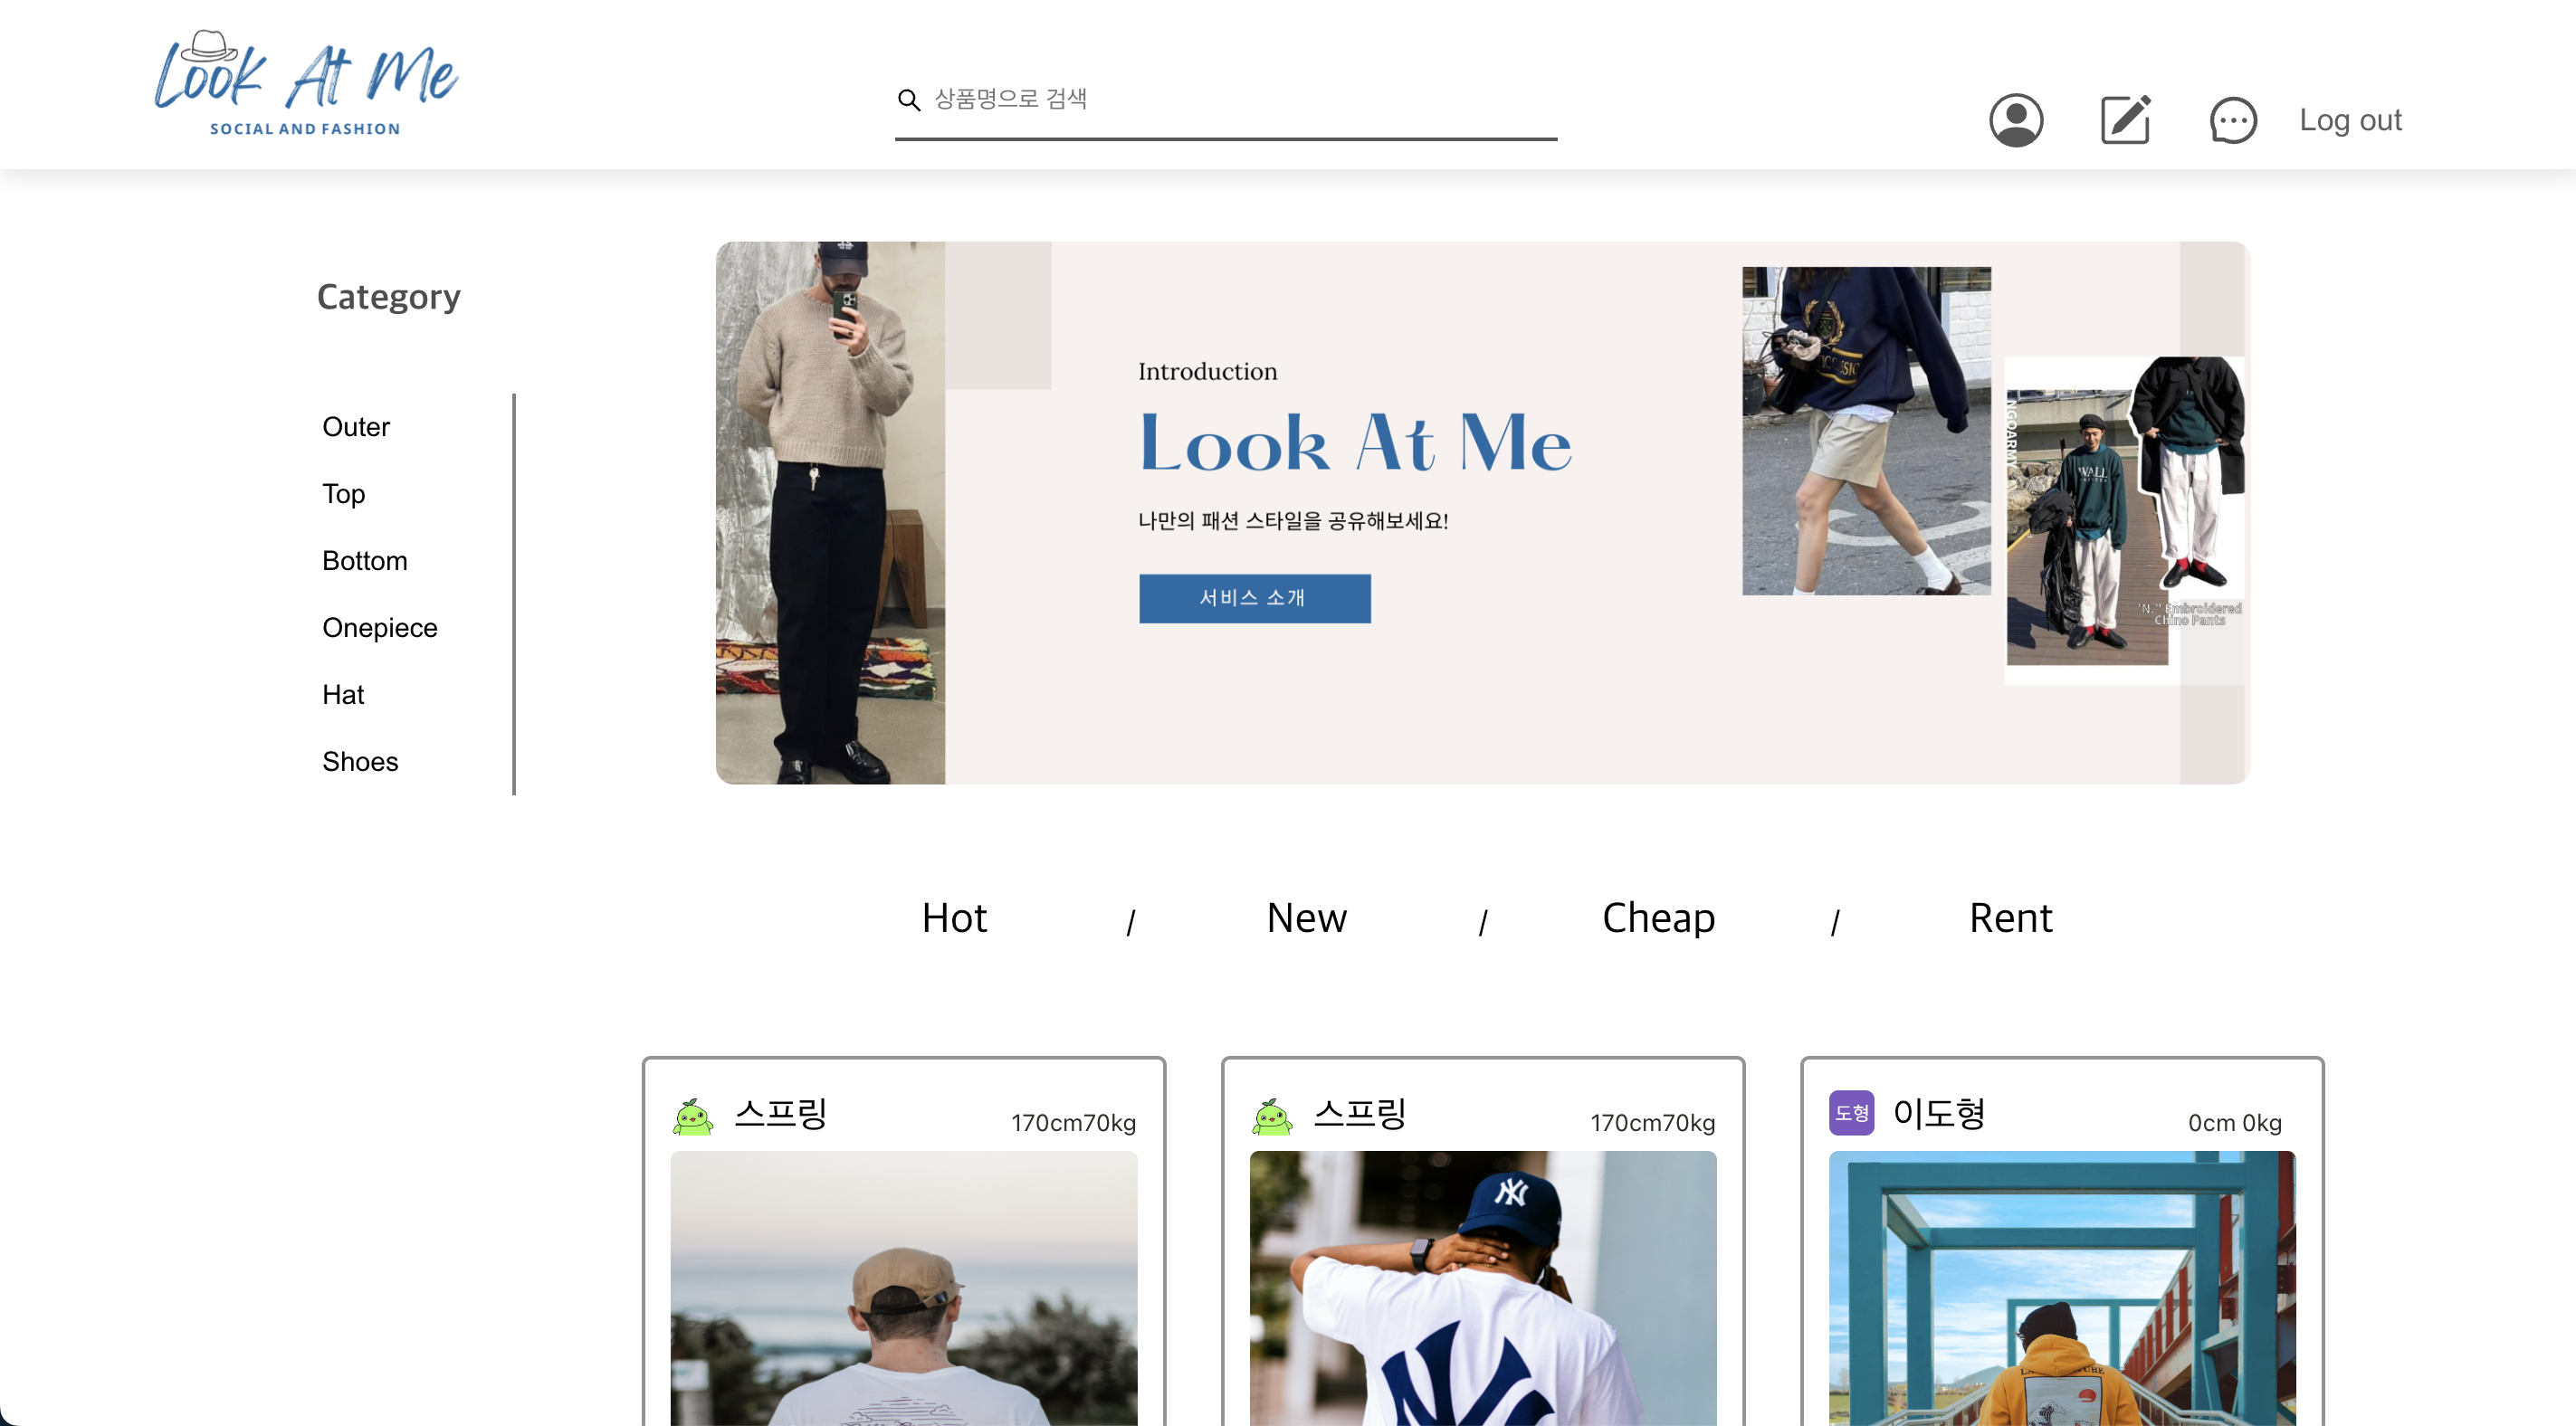 Look At Me
SOCIAL AND FASHION
상품명으로 검색
Log out
Category
Outer
Top
Bottom
Onepiece
Hat
Shoes
Introduction
Look At Me
나만의 패션 스타일을 공유해보세요!
서비스 소개
WALL
"N." Embroidered
Chino Pants
Hot / New / Cheap / Rent
스프링 170cm70kg
스프링 170cm70kg
도형 이도형 0cm 0kg
NY